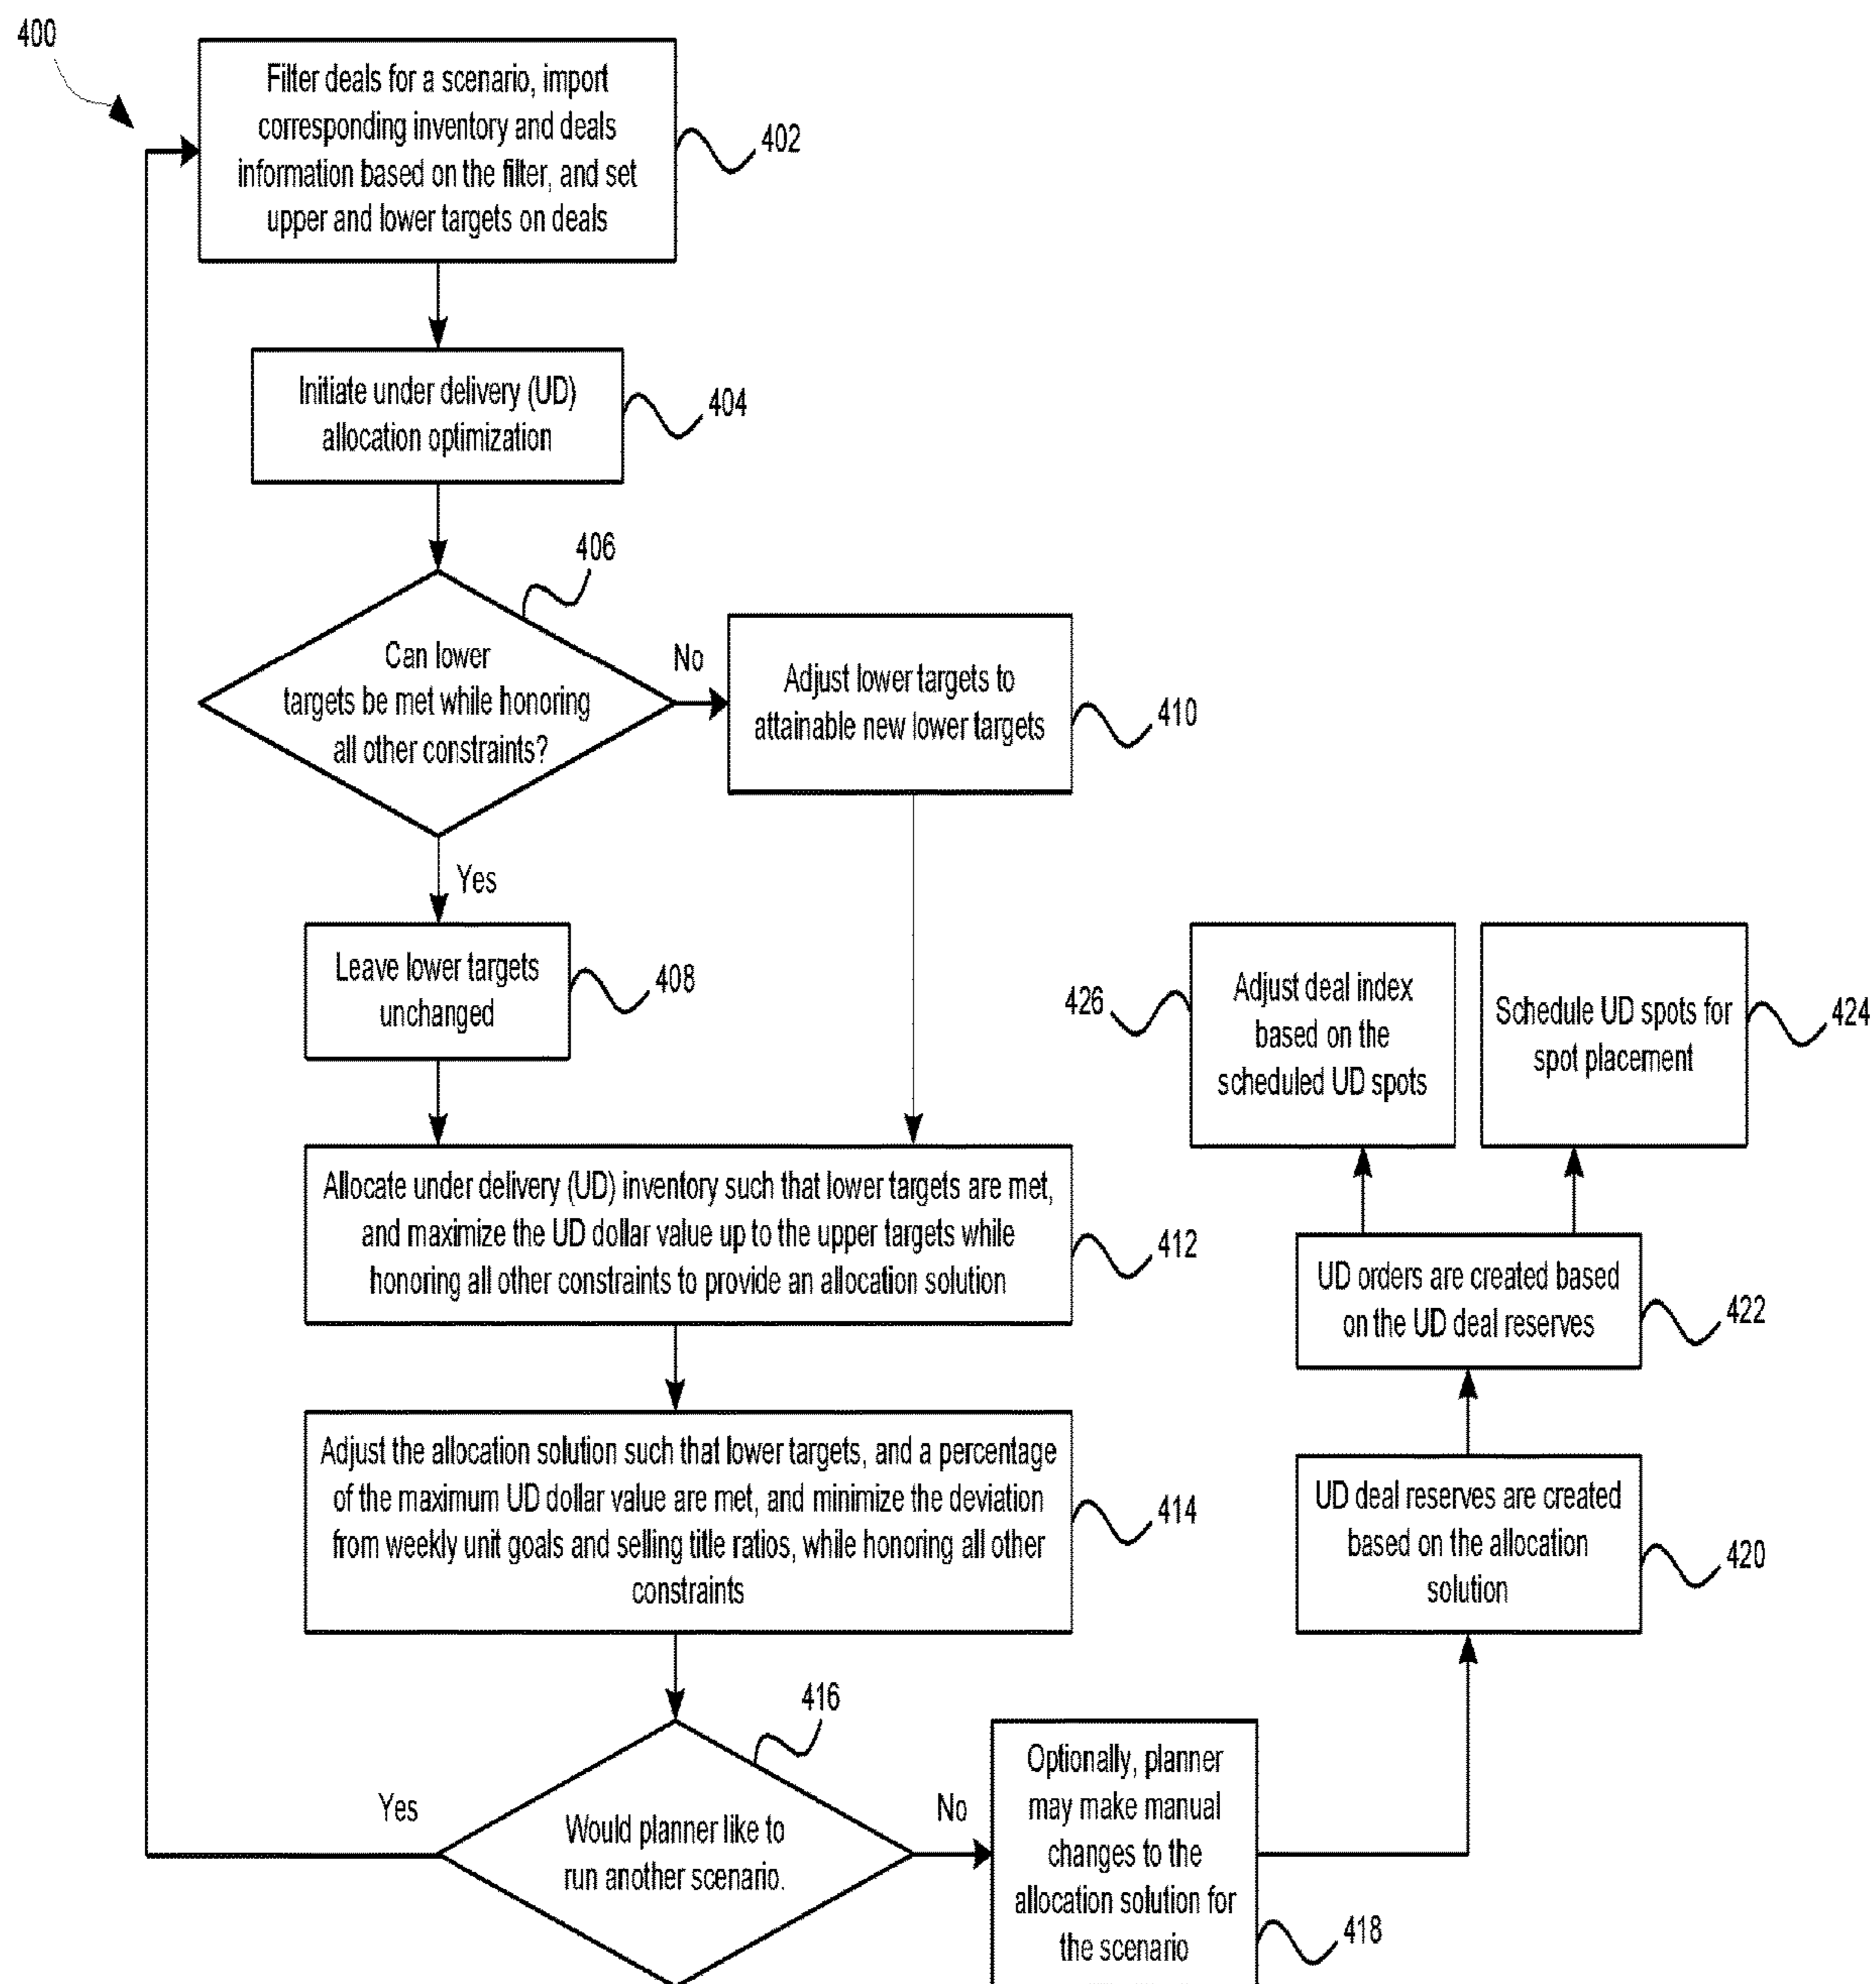 400
Filter deals for a scenario, import
corresponding inventory and deals
information based on the filter, and set
upper and lower targets on deals
402
Initiate under delivery (UD)
allocation optimization
404
406
Can lower
targets be met while honoring
all other constraints?
No
Adjust lower targets to
attainable new lower targets
410
Yes
Leave lower targets
unchanged
408
426
Adjust deal index
based on the
scheduled UD spots
Schedule UD spots for
spot placement
424
Allocate under delivery (UD) inventory such that lower targets are met,
and maximize the UD dollar value up to the upper targets while
honoring all other constraints to provide an allocation solution
412
UD orders are created based
on the UD deal reserves
422
Adjust the allocation solution such that lower targets, and a percentage
of the maximum UD dollar value are met, and minimize the deviation
from weekly unit goals and selling title ratios, while honoring all other
constraints
414
UD deal reserves are created
based on the allocation
solution
420
416
Yes
Would planner like to
run another scenario.
No
Optionally, planner
may make manual
changes to the
allocation solution for
the scenario
418